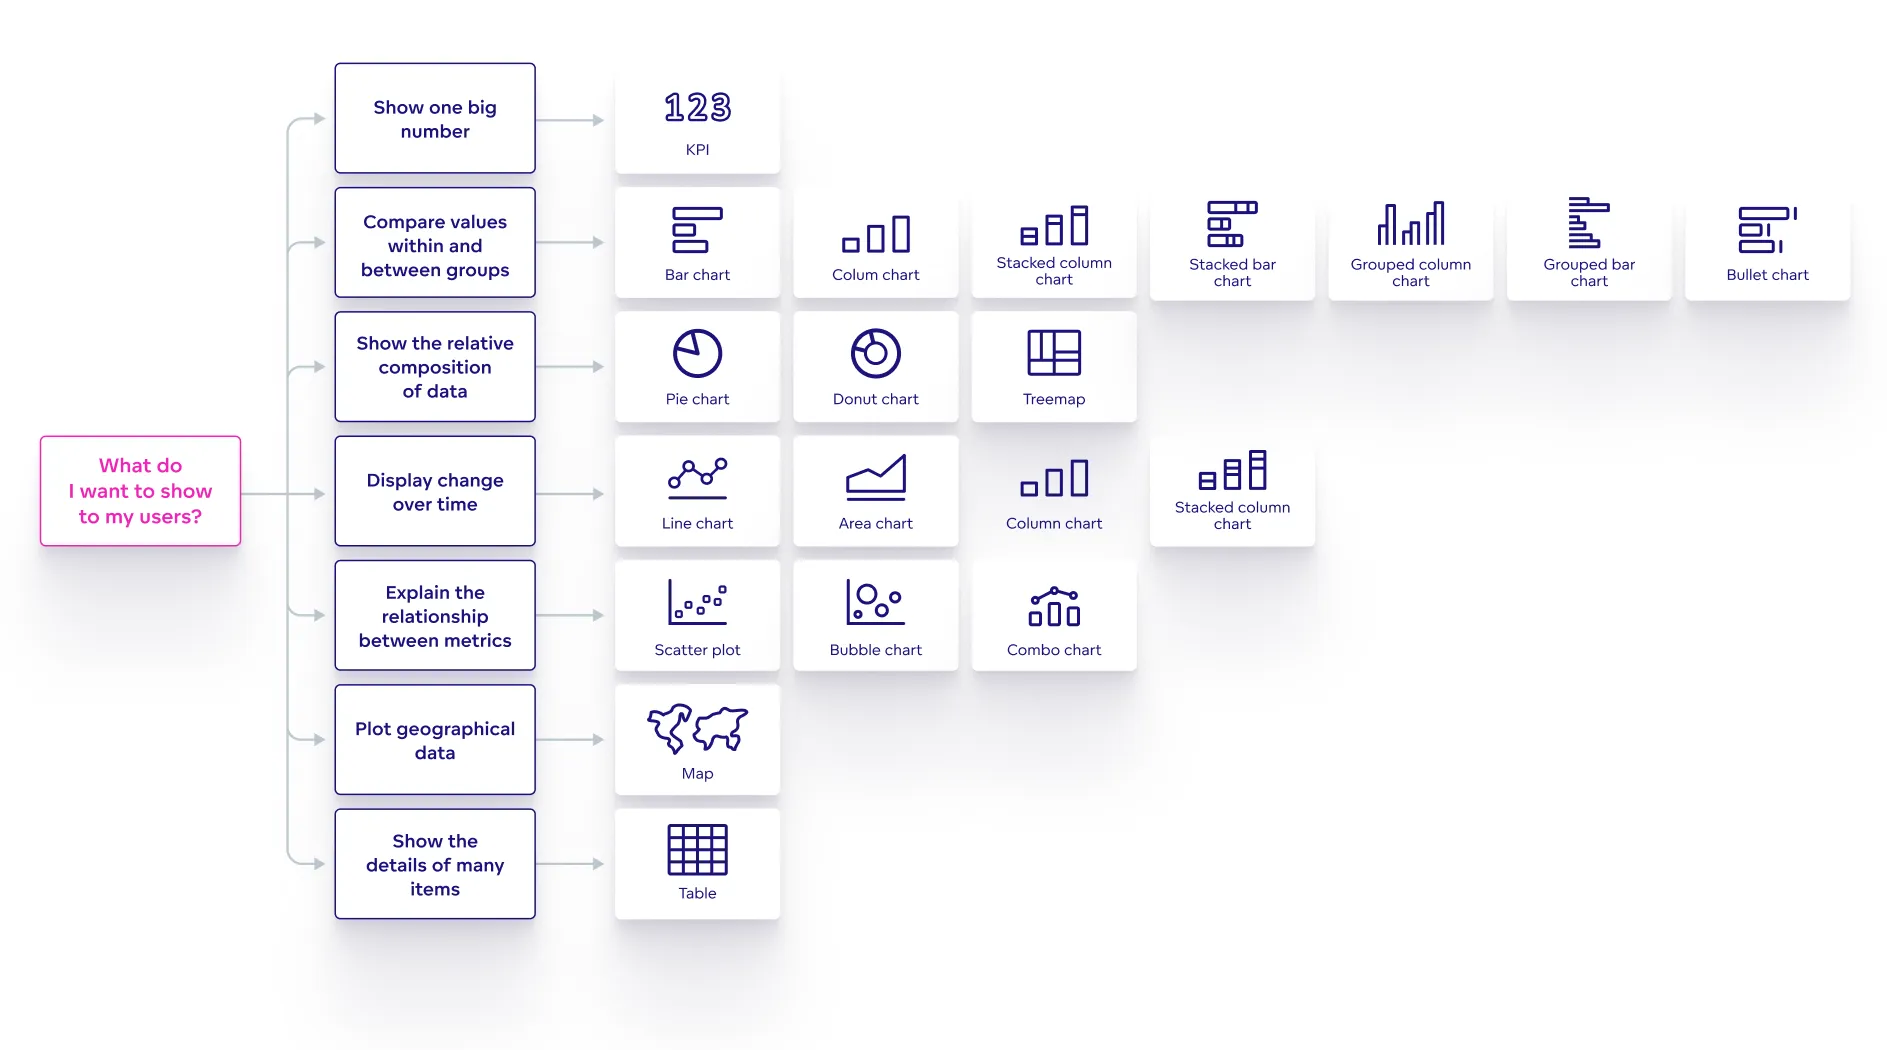 Show one big
number
123
KPI
Compare values
within and
between groups
Bar chart
Colum chart
Stacked column
chart
Stacked bar
chart
Grouped column
chart
Grouped bar
chart
Bullet chart
Show the relative
composition
of data
Pie chart
Donut chart
Treemap
What do
I want to show
to my users?
Display change
over time
Line chart
Area chart
Column chart
Stacked column
chart
Explain the
relationship
between metrics
Scatter plot
Bubble chart
Combo chart
Plot geographical
data
Map
Show the
details of many
items
Table